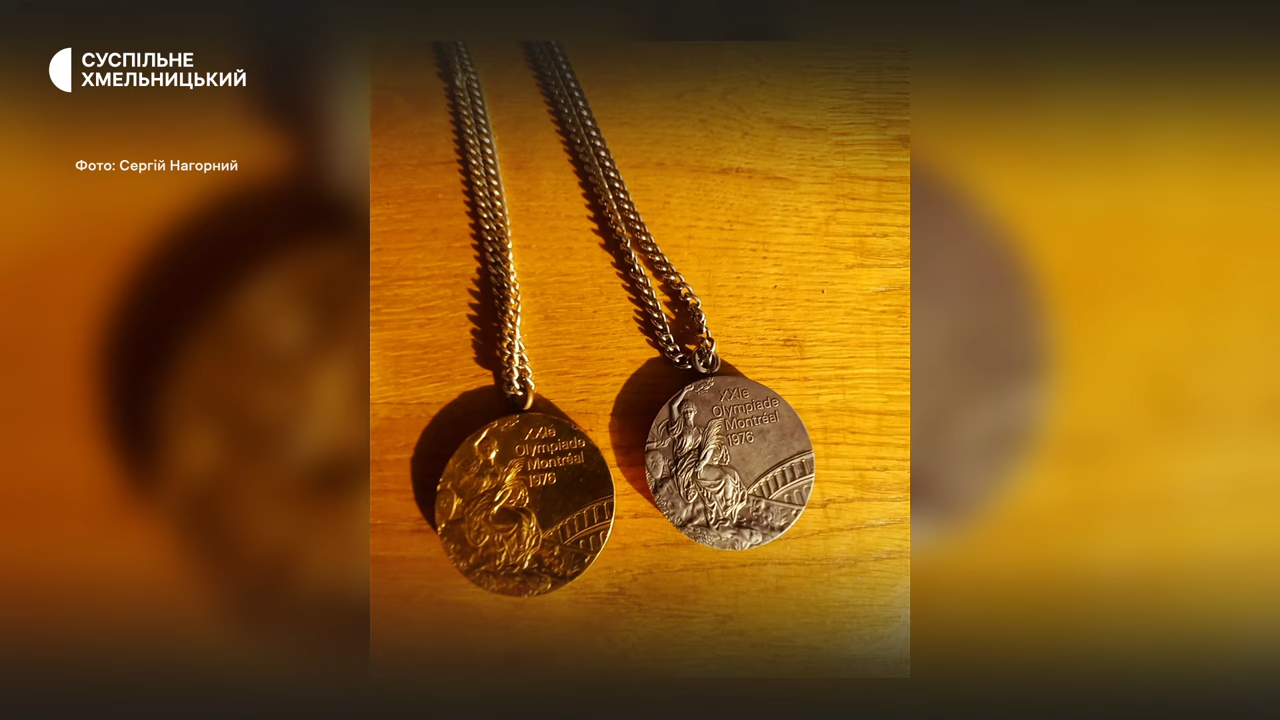 СУСПІЛЬНЕ
ХМЕЛЬНИЦЬКИЙ
Фото: Сергій Нагорний
XXIe
Olympiade
Montréal
1976
XXIe
Olympiade
Montréal
1976